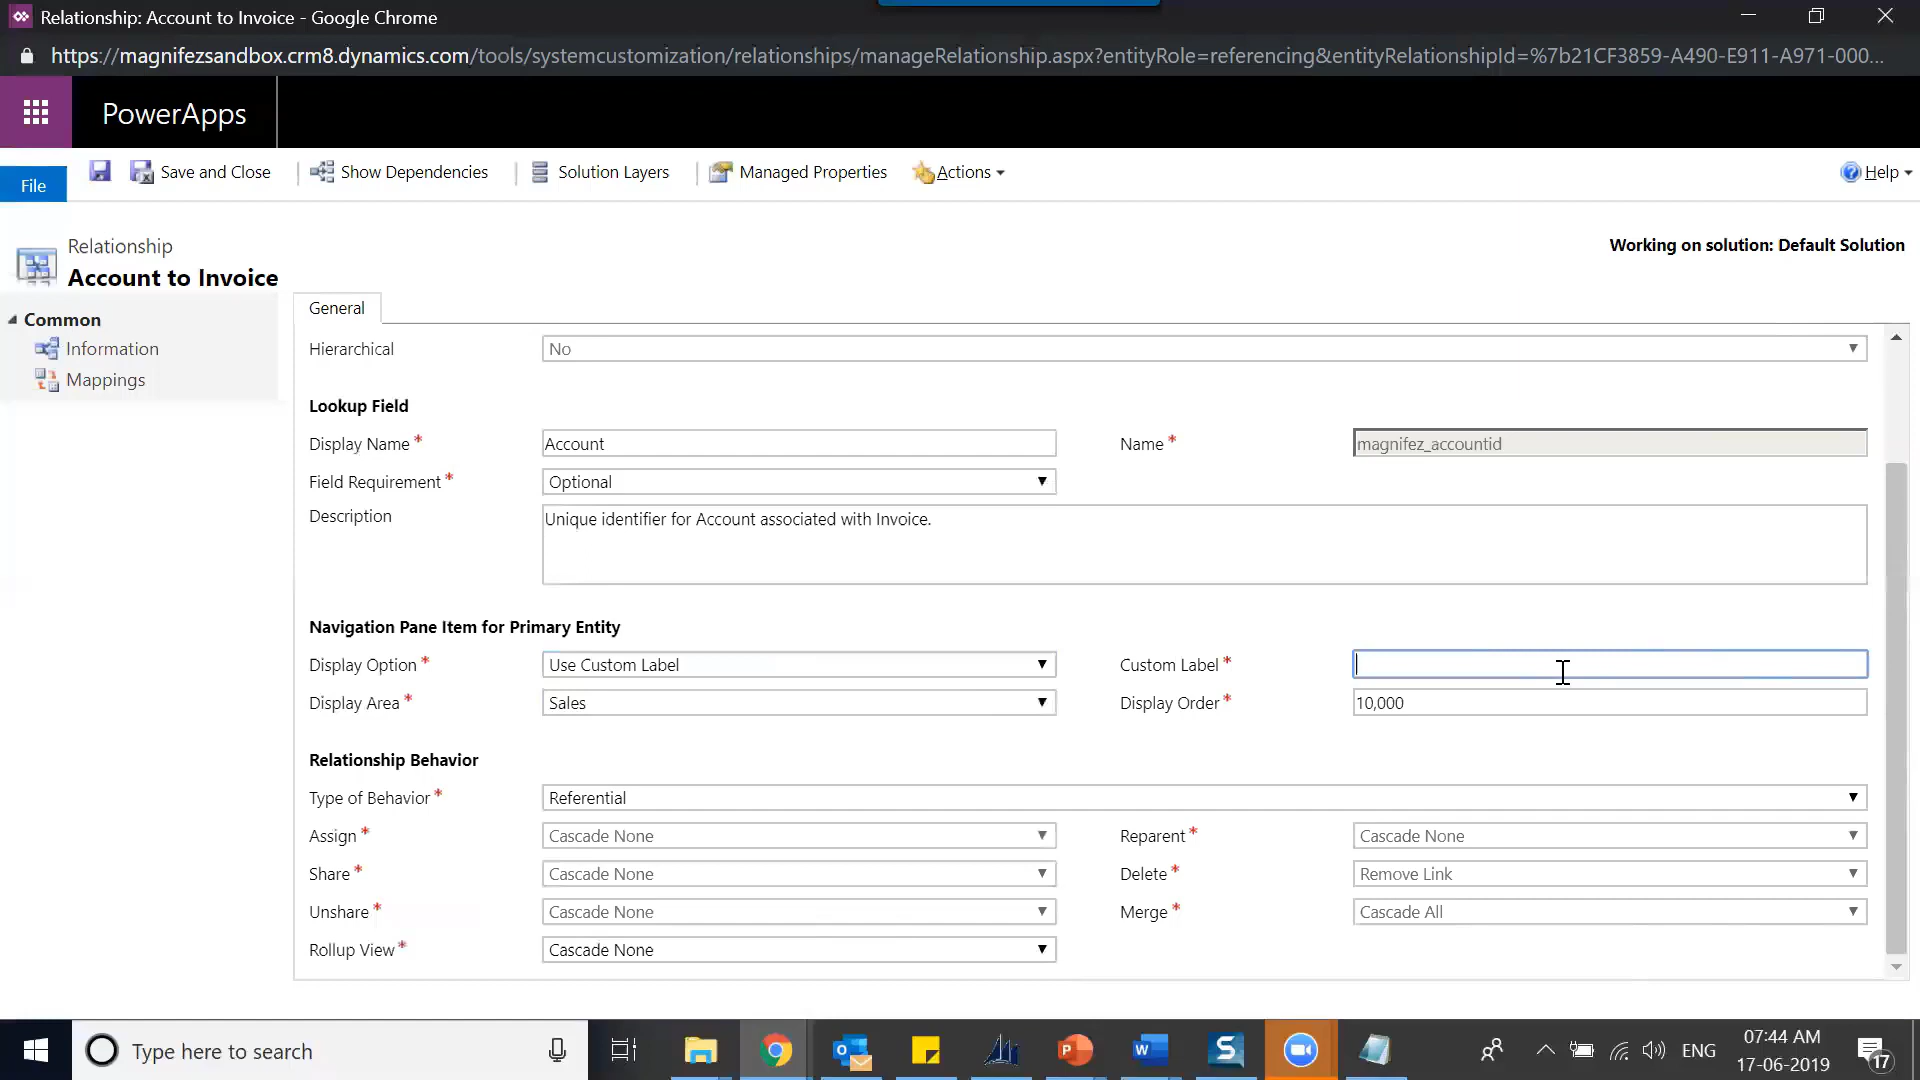 Relationship: Account to Invoice - Google Chrome
https://magnifezsandbox.crm8.dynamics.com/tools/systemcustomization/relationships/manageRelationship.aspx?entityRole=referencing&entityRelationshipId=%7b21CF3859-A490-E911-A971-000...
PowerApps
File Save and Close Show Dependencies Solution Layers Managed Properties Actions Help
Relationship
Account to Invoice
Working on solution: Default Solution
Common
Information
Mappings
General
Hierarchical No
Lookup Field
Display Name * Account Name * magnifez_accountid
Field Requirement * Optional
Description Unique identifier for Account associated with Invoice.
Navigation Pane Item for Primary Entity
Display Option * Use Custom Label Custom Label *
Display Area * Sales Display Order * 10,000
Relationship Behavior
Type of Behavior * Referential
Assign * Cascade None Reparent * Cascade None
Share * Cascade None Delete * Remove Link
Unshare * Cascade None Merge * Cascade All
Rollup View * Cascade None
Type here to search ENG 07:44 AM
17-06-2019 17